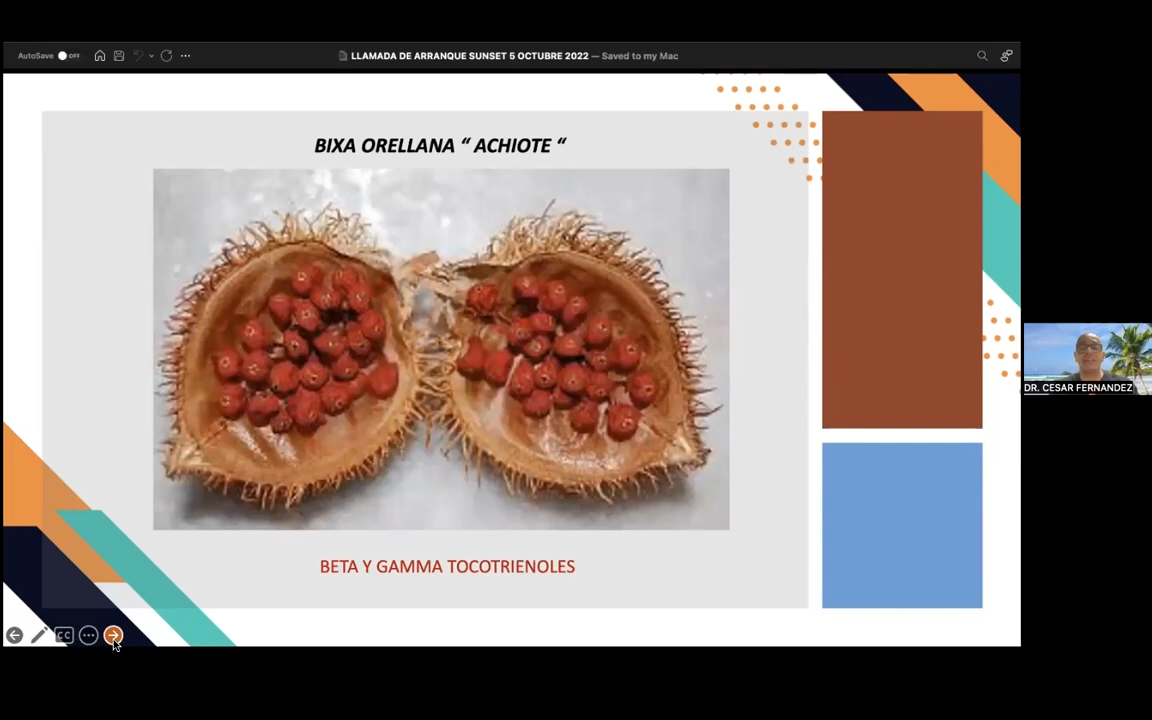 AutoSave OFF
LLAMADA DE ARRANQUE SUNSET 5 OCTUBRE 2022 — Saved to my Mac
BIXA ORELLANA “ ACHIOTE “
BETA Y GAMMA TOCOTRIENOLES
CC
DR. CESAR FERNANDEZ